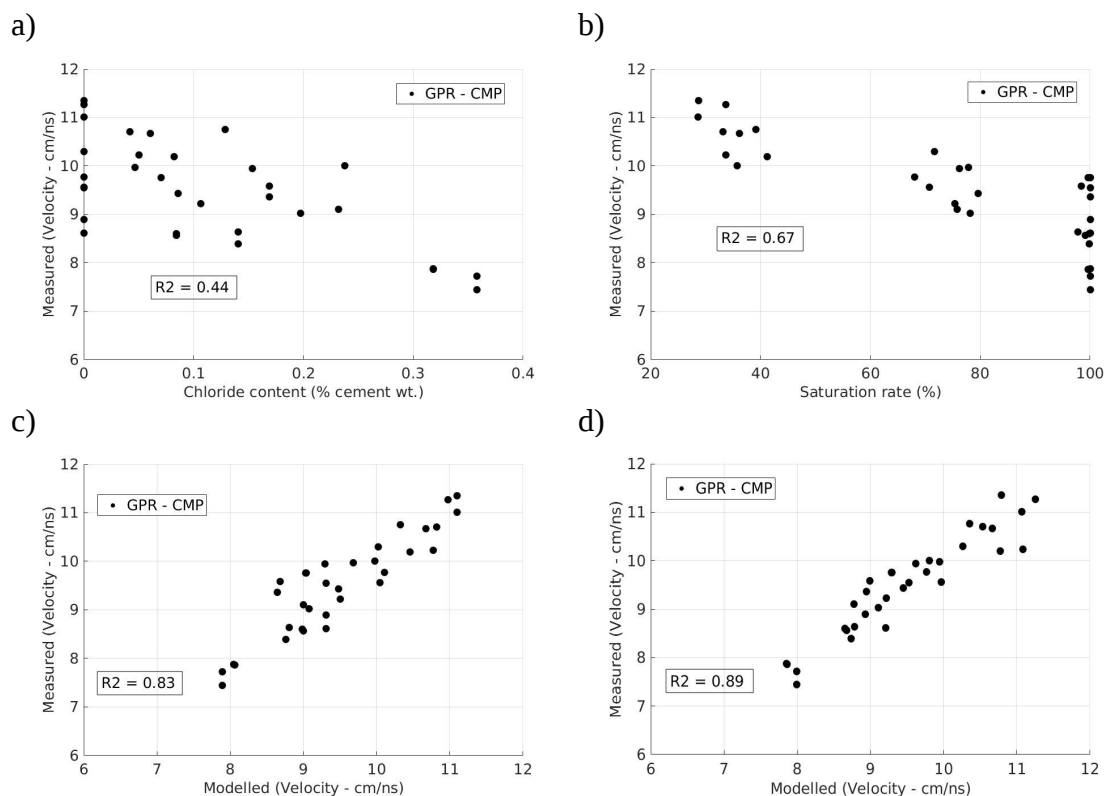 a)
12
11
10
9
8
7
6
Measured (Velocity - cm/ns)
GPR - CMP
R2 = 0.44
0
0.1
0.2
0.3
0.4
Chloride content (% cement wt.)
b)
12
11
10
9
8
7
6
Measured (Velocity - cm/ns)
GPR - CMP
R2 = 0.67
20
40
60
80
100
Saturation rate (%)
c)
12
11
10
9
8
7
6
Measured (Velocity - cm/ns)
GPR - CMP
R2 = 0.83
6
7
8
9
10
11
12
Modelled (Velocity - cm/ns)
d)
12
11
10
9
8
7
6
Measured (Velocity - cm/ns)
GPR - CMP
R2 = 0.89
6
7
8
9
10
11
12
Modelled (Velocity - cm/ns)